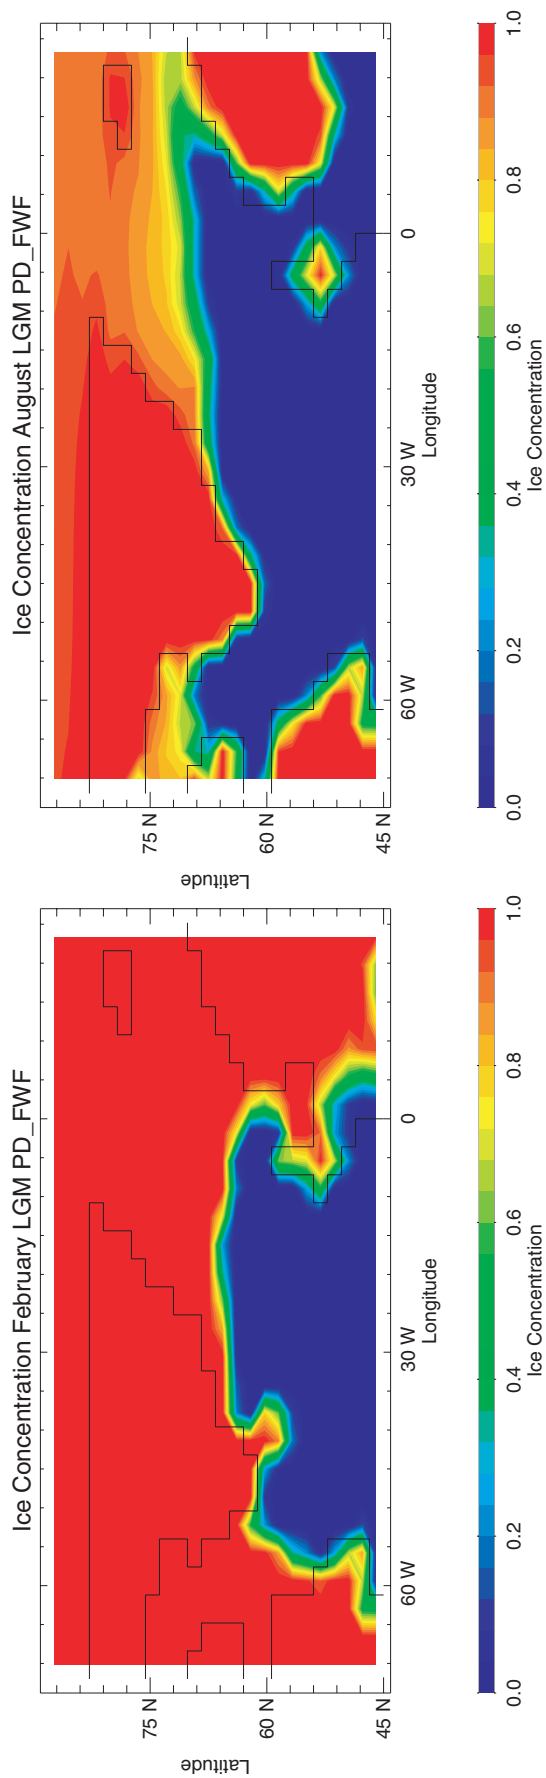 Ice Concentration February LGM PD_FWF
75 N
60 N
45 N
Latitude
60 W
30 W
0
Longitude
0.0
0.2
0.4
0.6
0.8
1.0
Ice Concentration
Ice Concentration August LGM PD_FWF
75 N
60 N
45 N
Latitude
60 W
30 W
0
Longitude
0.0
0.2
0.4
0.6
0.8
1.0
Ice Concentration